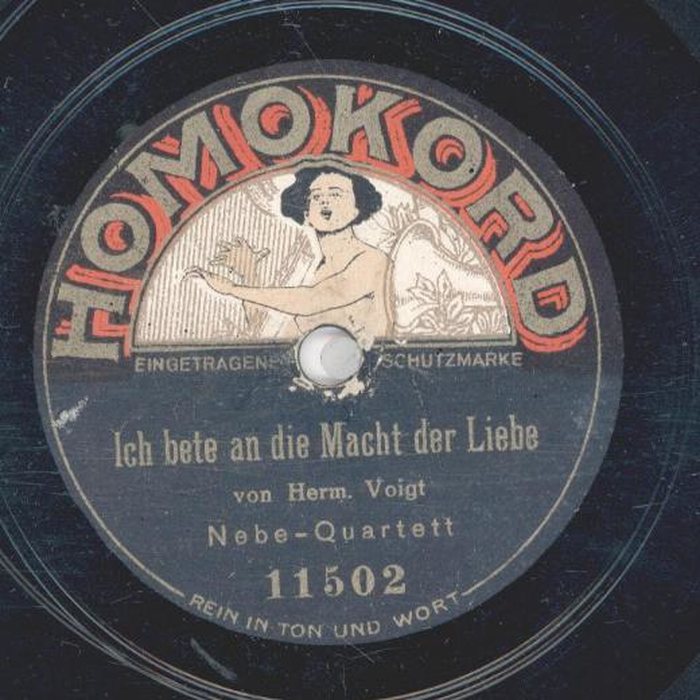 HOMOKORD
EINGETRAGENE SCHUTZMARKE
Ich bete an die Macht der Liebe
von Herm. Voigt
Nebe-Quartett
11502
REIN IN TON UND WORT